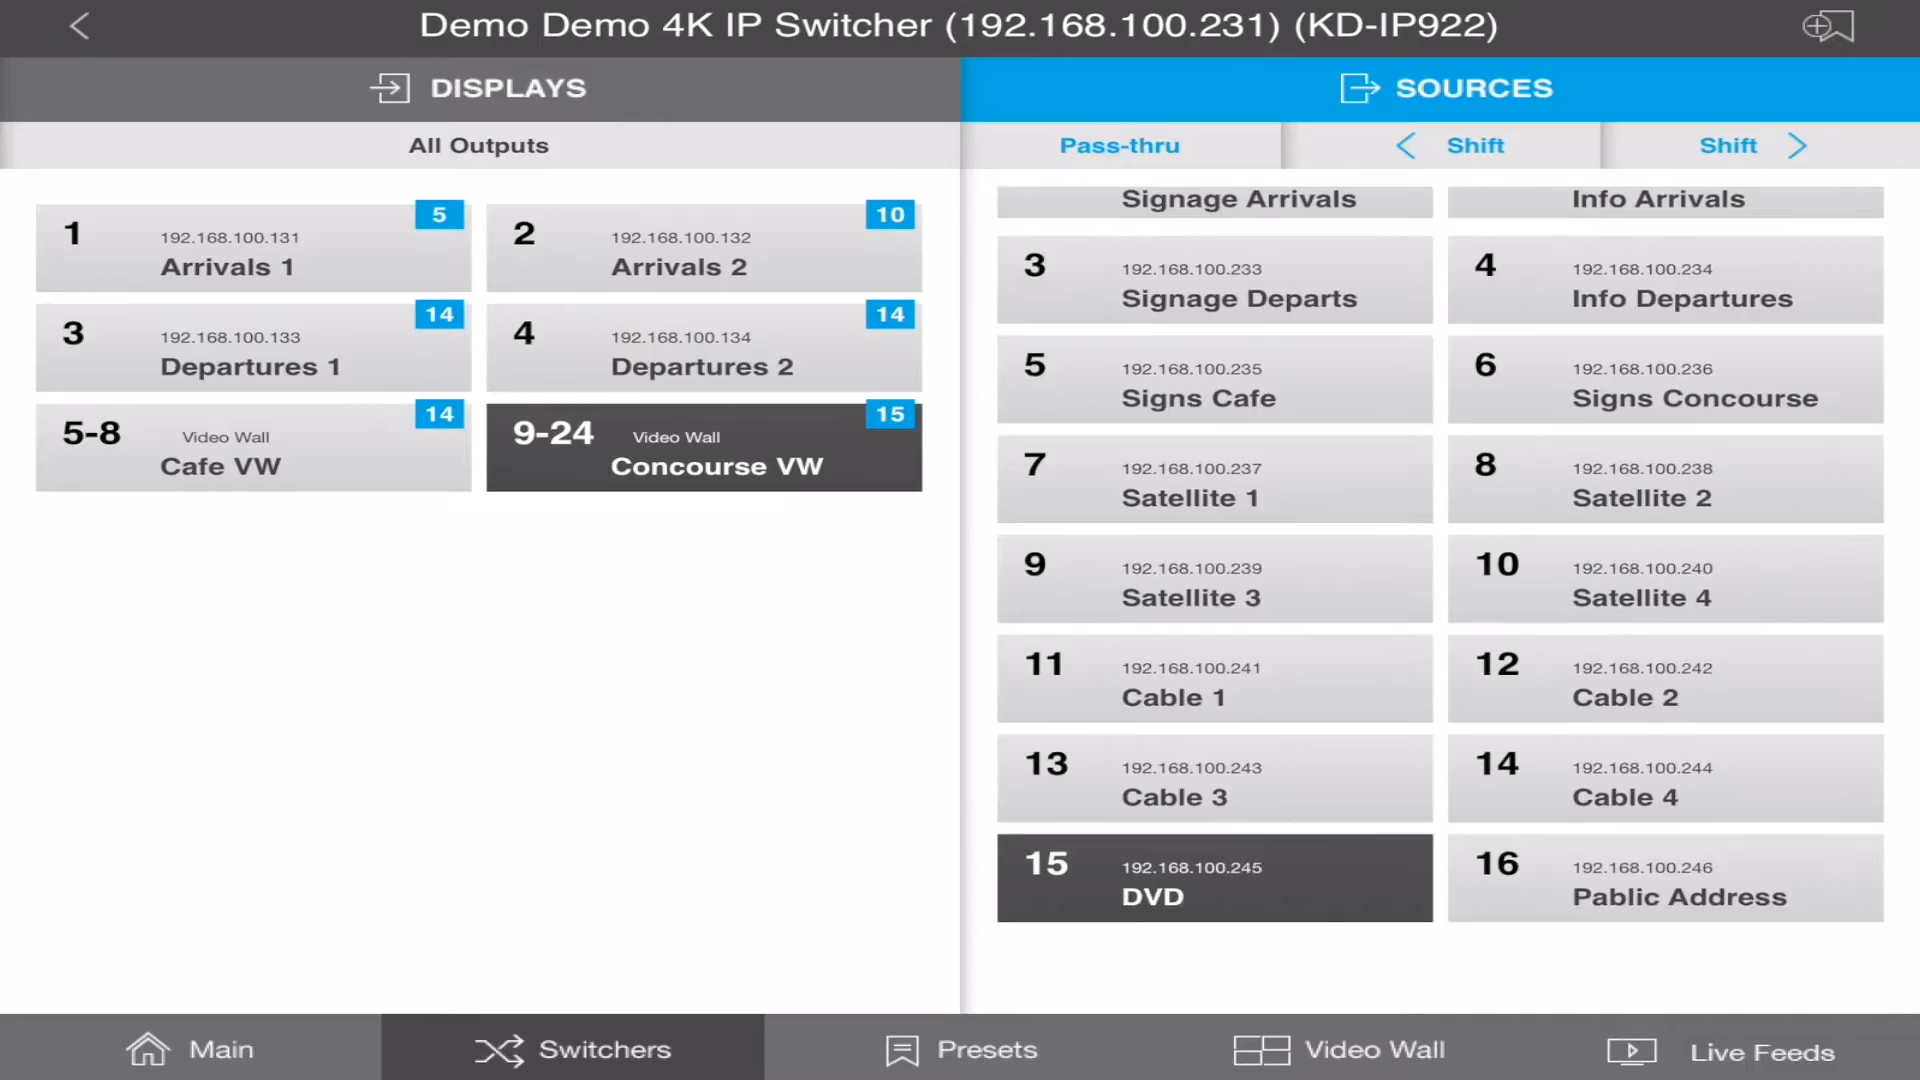 Demo Demo 4K IP Switcher (192.168.100.231) (KD-IP922)
DISPLAYS
All Outputs
1
5
192.168.100.131
Arrivals 1
2
10
192.168.100.132
Arrivals 2
3
14
192.168.100.133
Departures 1
4
14
192.168.100.134
Departures 2
5-8
14
Video Wall
Cafe VW
9-24
15
Video Wall
Concourse VW
SOURCES
Pass-thru
Shift
Shift
Signage Arrivals
Info Arrivals
3
192.168.100.233
Signage Departs
4
192.168.100.234
Info Departures
5
192.168.100.235
Signs Cafe
6
192.168.100.236
Signs Concourse
7
192.168.100.237
Satellite 1
8
192.168.100.238
Satellite 2
9
192.168.100.239
Satellite 3
10
192.168.100.240
Satellite 4
11
192.168.100.241
Cable 1
12
192.168.100.242
Cable 2
13
192.168.100.243
Cable 3
14
192.168.100.244
Cable 4
15
192.168.100.245
DVD
16
192.168.100.246
Pablic Address
Main
Switchers
Presets
Video Wall
Live Feeds